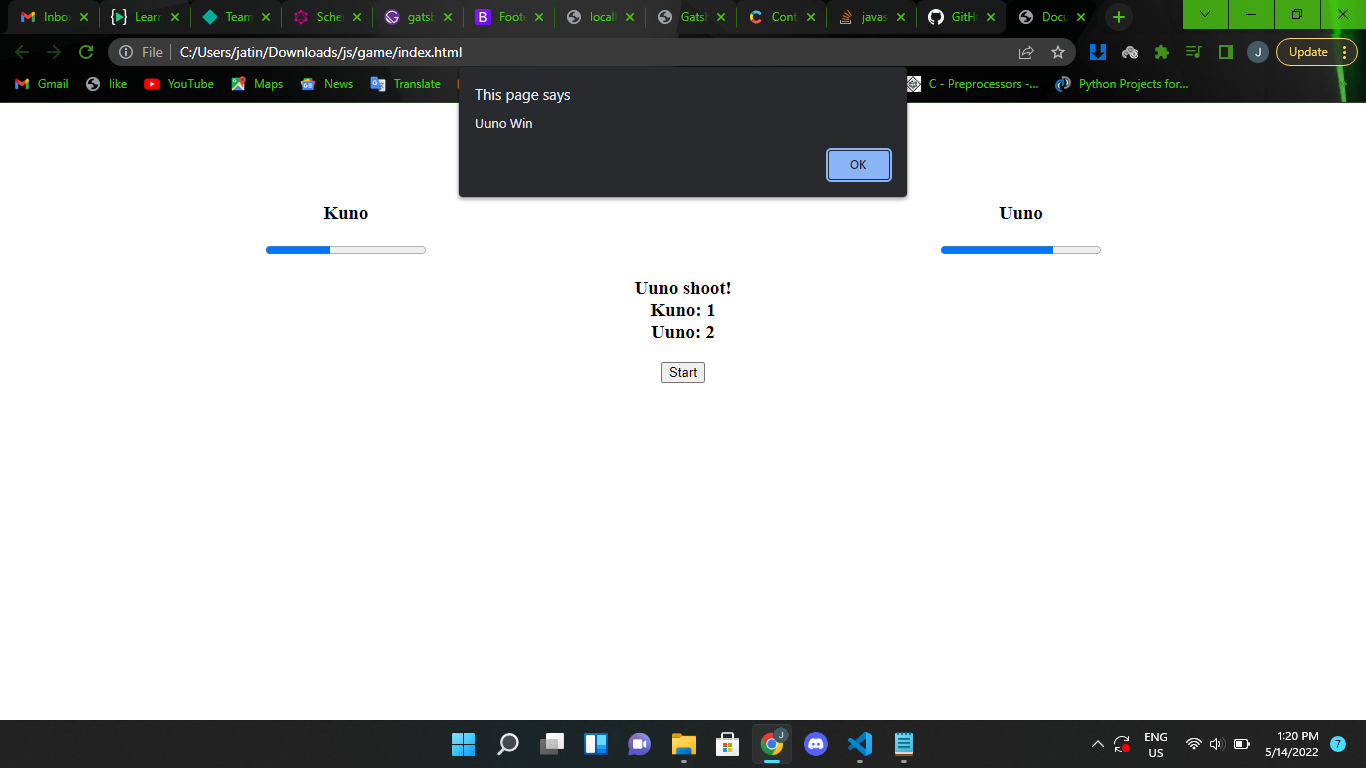 Inbo
Learn
Team
Sche
gatsb
Foote
locall
Gatsb
Cont
javas
GitH
Docu
File
C:/Users/jatin/Downloads/js/game/index.html
J
Update
Gmail
like
YouTube
Maps
News
Translate
C - Preprocessors -...
Python Projects for...
This page says
Uuno Win
OK
Kuno
Uuno
Uuno shoot!
Kuno: 1
Uuno: 2
Start
ENG
US
1:20 PM
5/14/2022
7